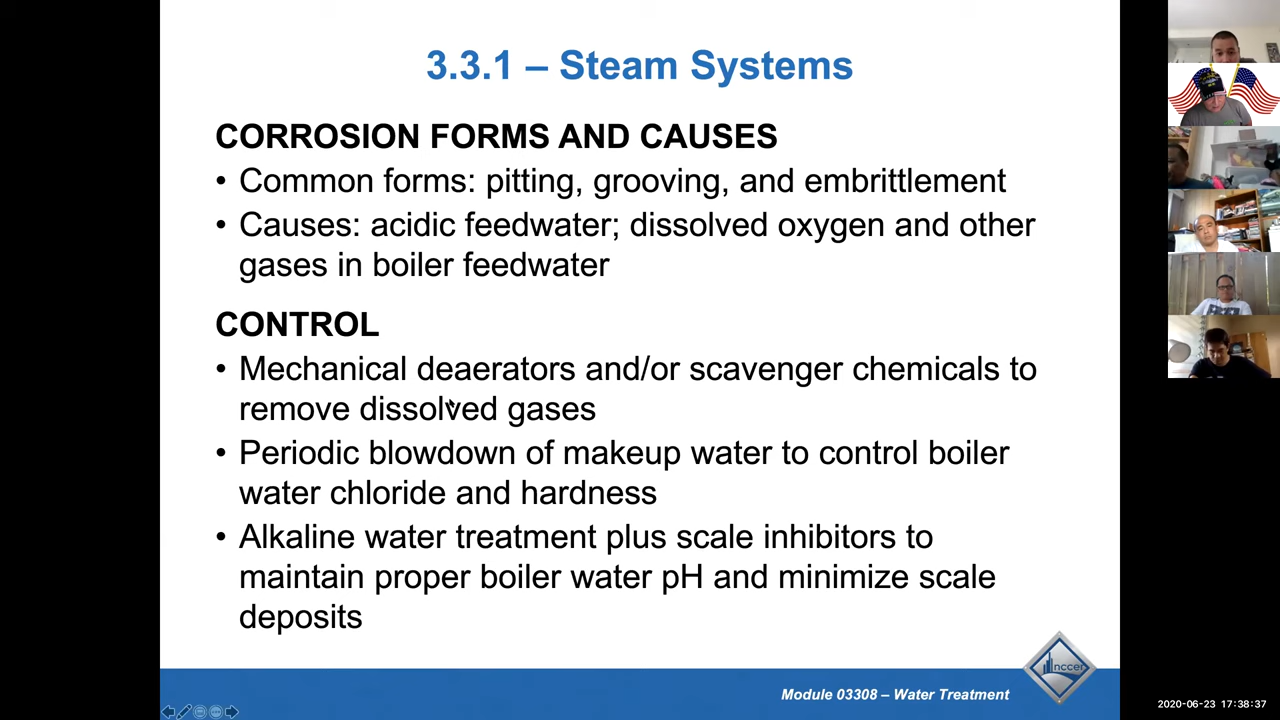 3.3.1 – Steam Systems
CORROSION FORMS AND CAUSES
• Common forms: pitting, grooving, and embrittlement
• Causes: acidic feedwater; dissolved oxygen and other
gases in boiler feedwater
CONTROL
• Mechanical deaerators and/or scavenger chemicals to
remove dissolved gases
• Periodic blowdown of makeup water to control boiler
water chloride and hardness
• Alkaline water treatment plus scale inhibitors to
maintain proper boiler water pH and minimize scale
deposits
nccer
Module 03308 – Water Treatment
2020-06-23 17:38:37